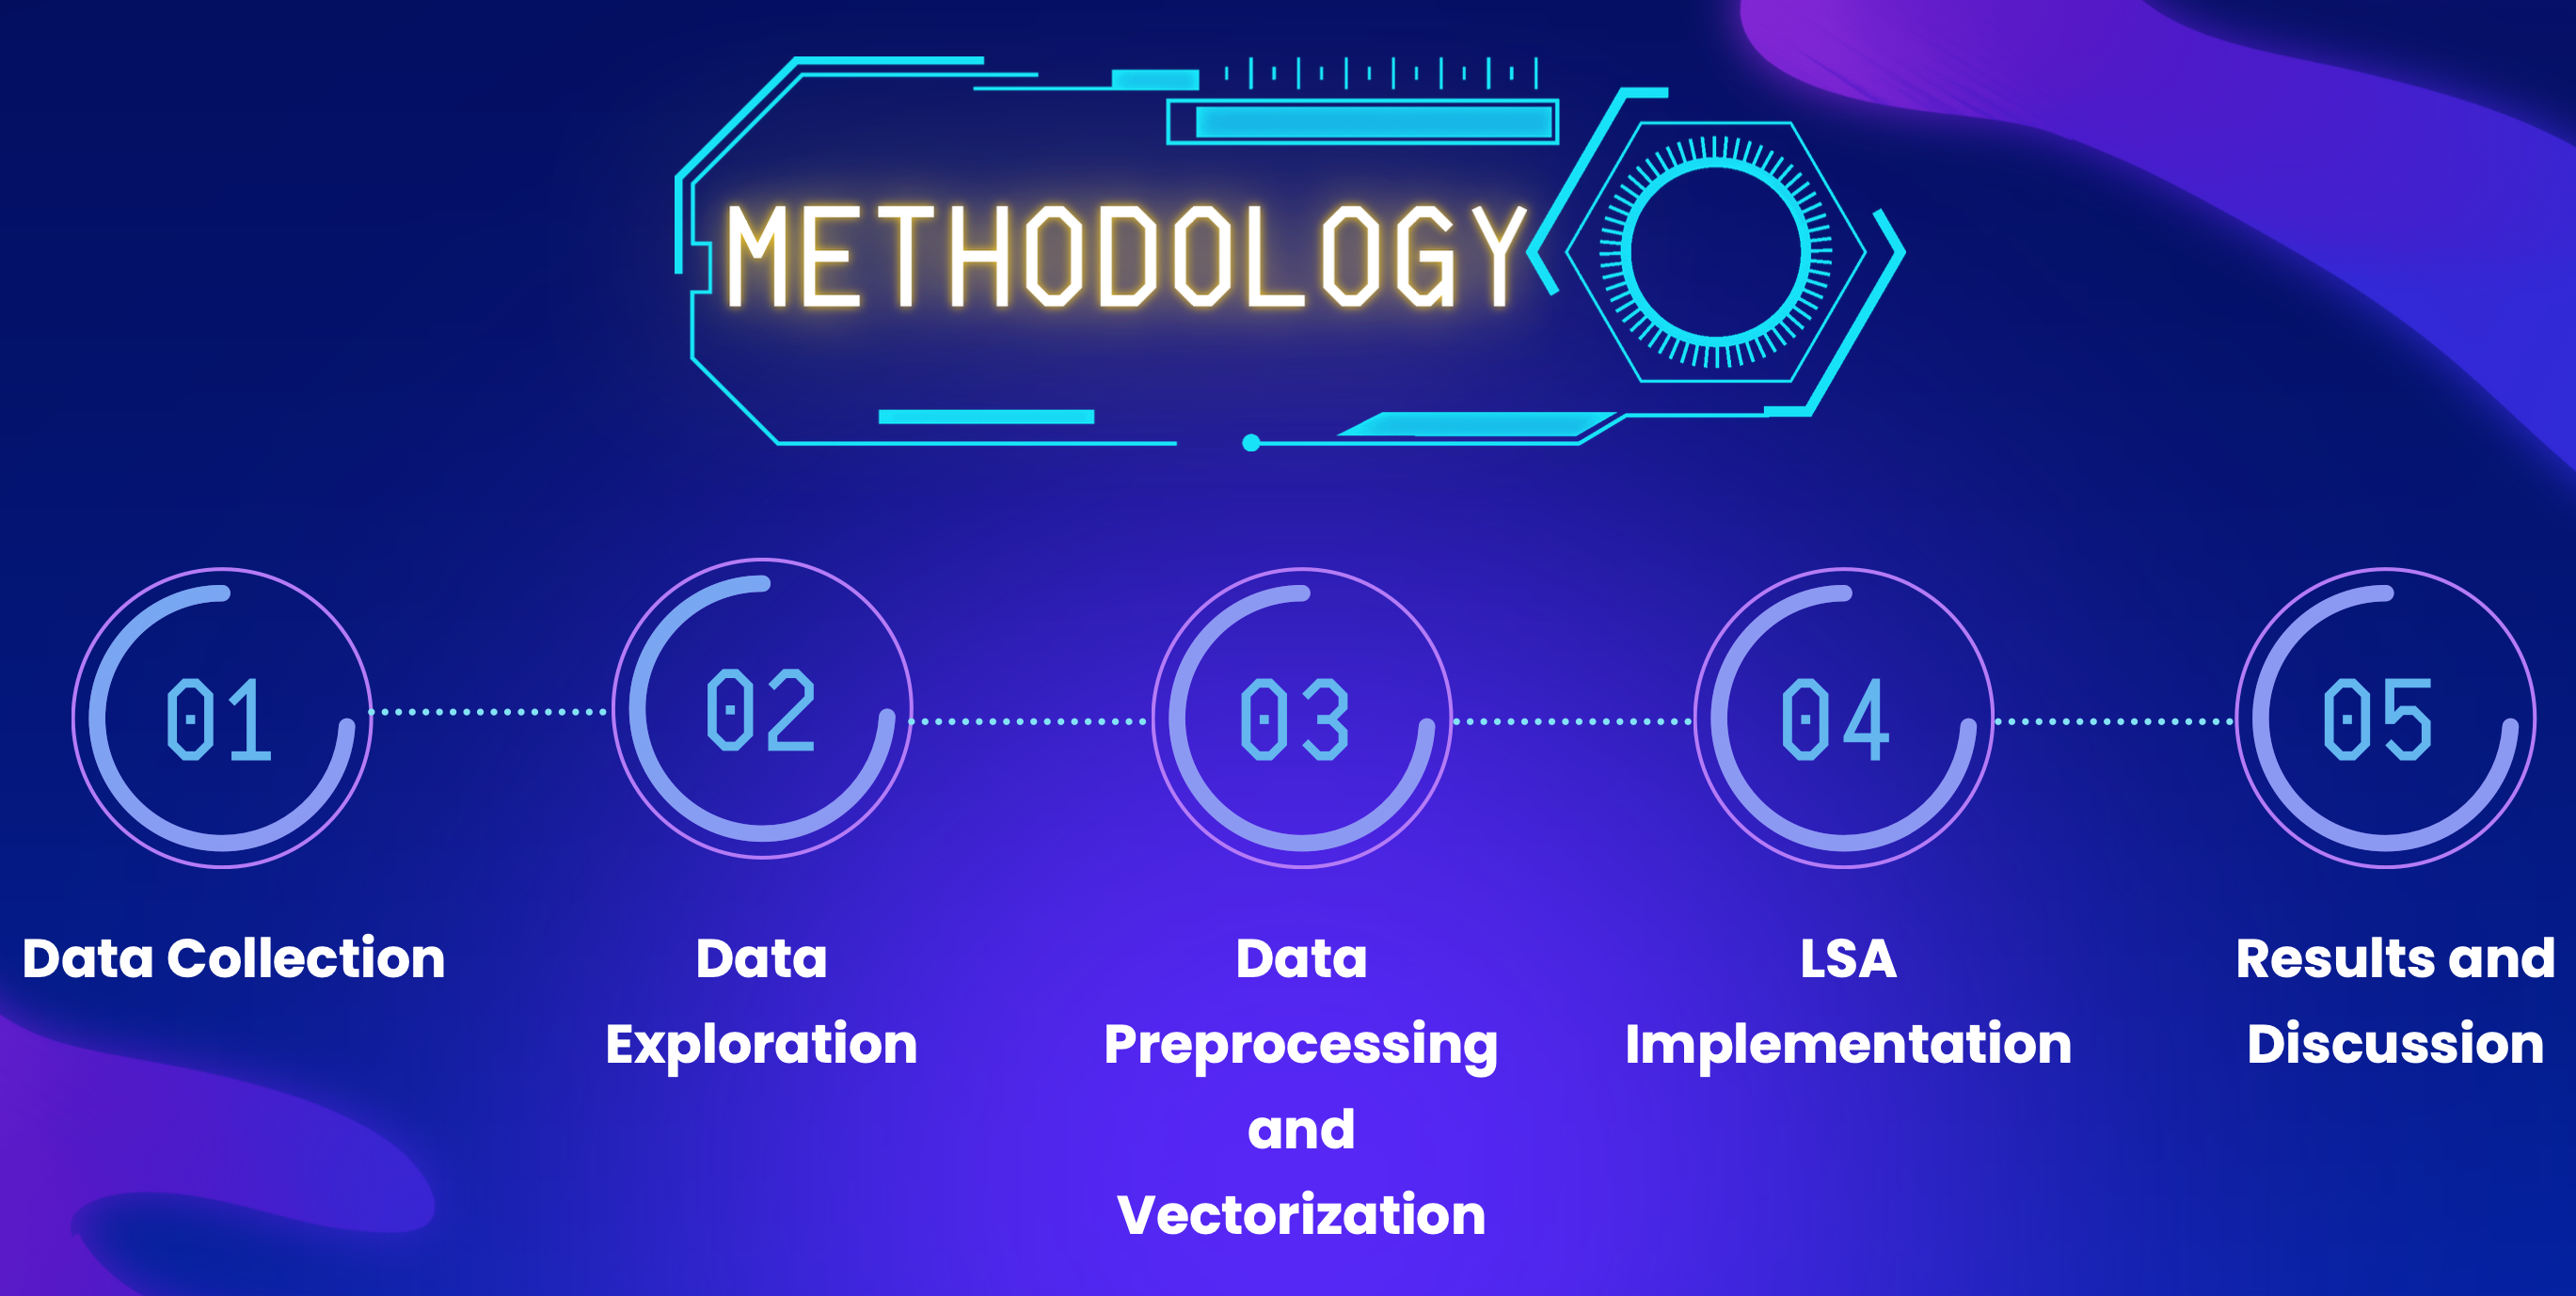 METHODOLOGY
01
02
03
04
05
Data Collection
Data
Exploration
Data
Preprocessing
and
Vectorization
LSA
Implementation
Results and
Discussion